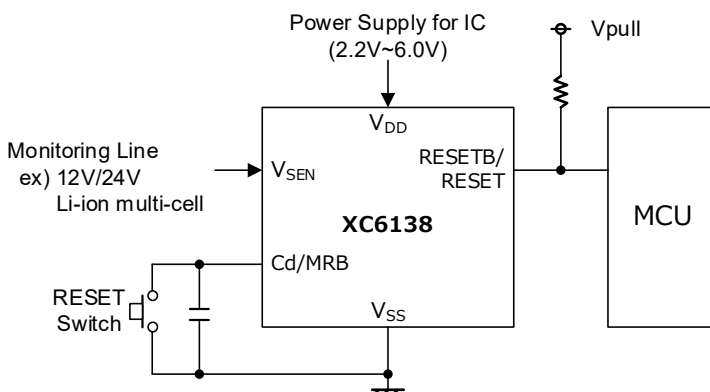 Power Supply for IC
(2.2V~6.0V)
Vpull
VDD
Monitoring Line
ex) 12V/24V
Li-ion multi-cell
VSEN
RESETB/
RESET
XC6138
MCU
Cd/MRB
RESET
Switch
VSS